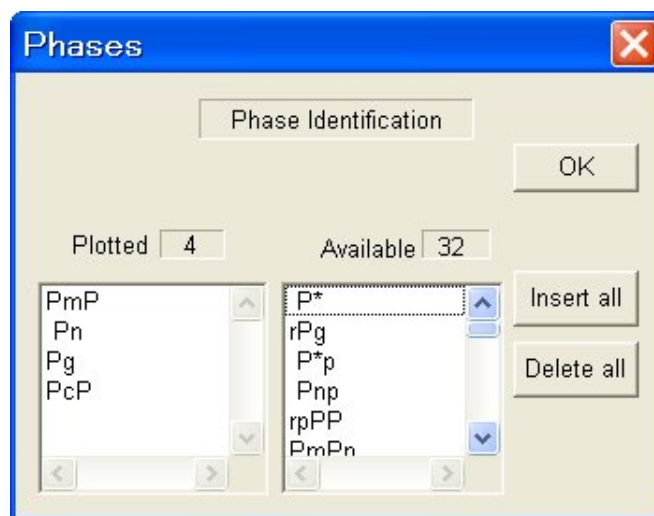 Phases
Phase Identification
OK
Plotted 4
Available 32
PmP
Pn
Pg
PcP
P*
rPg
P*p
Pnp
rpPP
PmPn
Insert all
Delete all